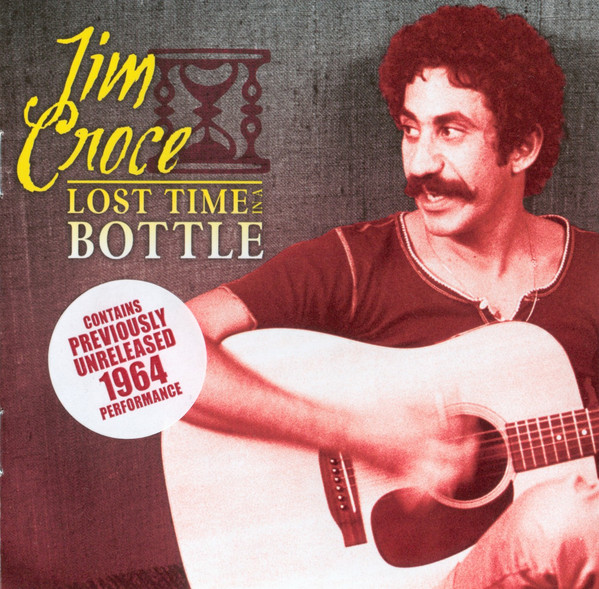 Jim
Croce
LOST TIME IN A
BOTTLE
CONTAINS
PREVIOUSLY
UNRELEASED
1964
PERFORMANCE